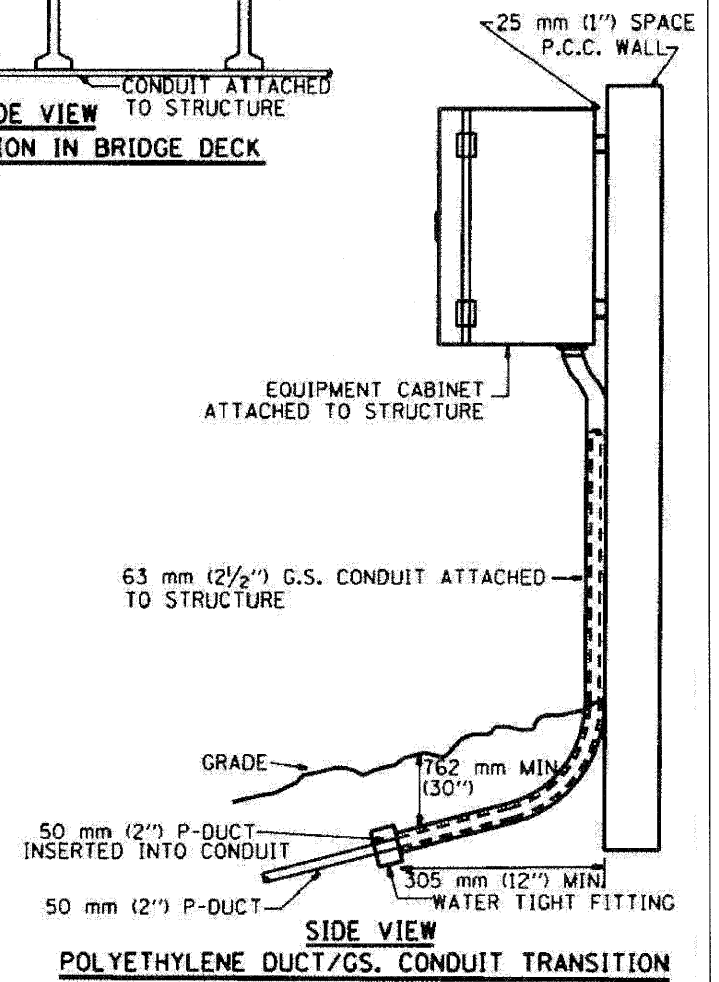 25 mm (1") SPACE
P.C.C. WALL
CONDUIT ATTACHED
TO STRUCTURE
DE VIEW
ION IN BRIDGE DECK
EQUIPMENT CABINET
ATTACHED TO STRUCTURE
63 mm (2 1/2") G.S. CONDUIT ATTACHED
TO STRUCTURE
GRADE
762 mm MIN
(30")
50 mm (2") P-DUCT
INSERTED INTO CONDUIT
305 mm (12") MIN
50 mm (2") P-DUCT
WATER TIGHT FITTING
SIDE VIEW
POLYETHYLENE DUCT/GS. CONDUIT TRANSITION